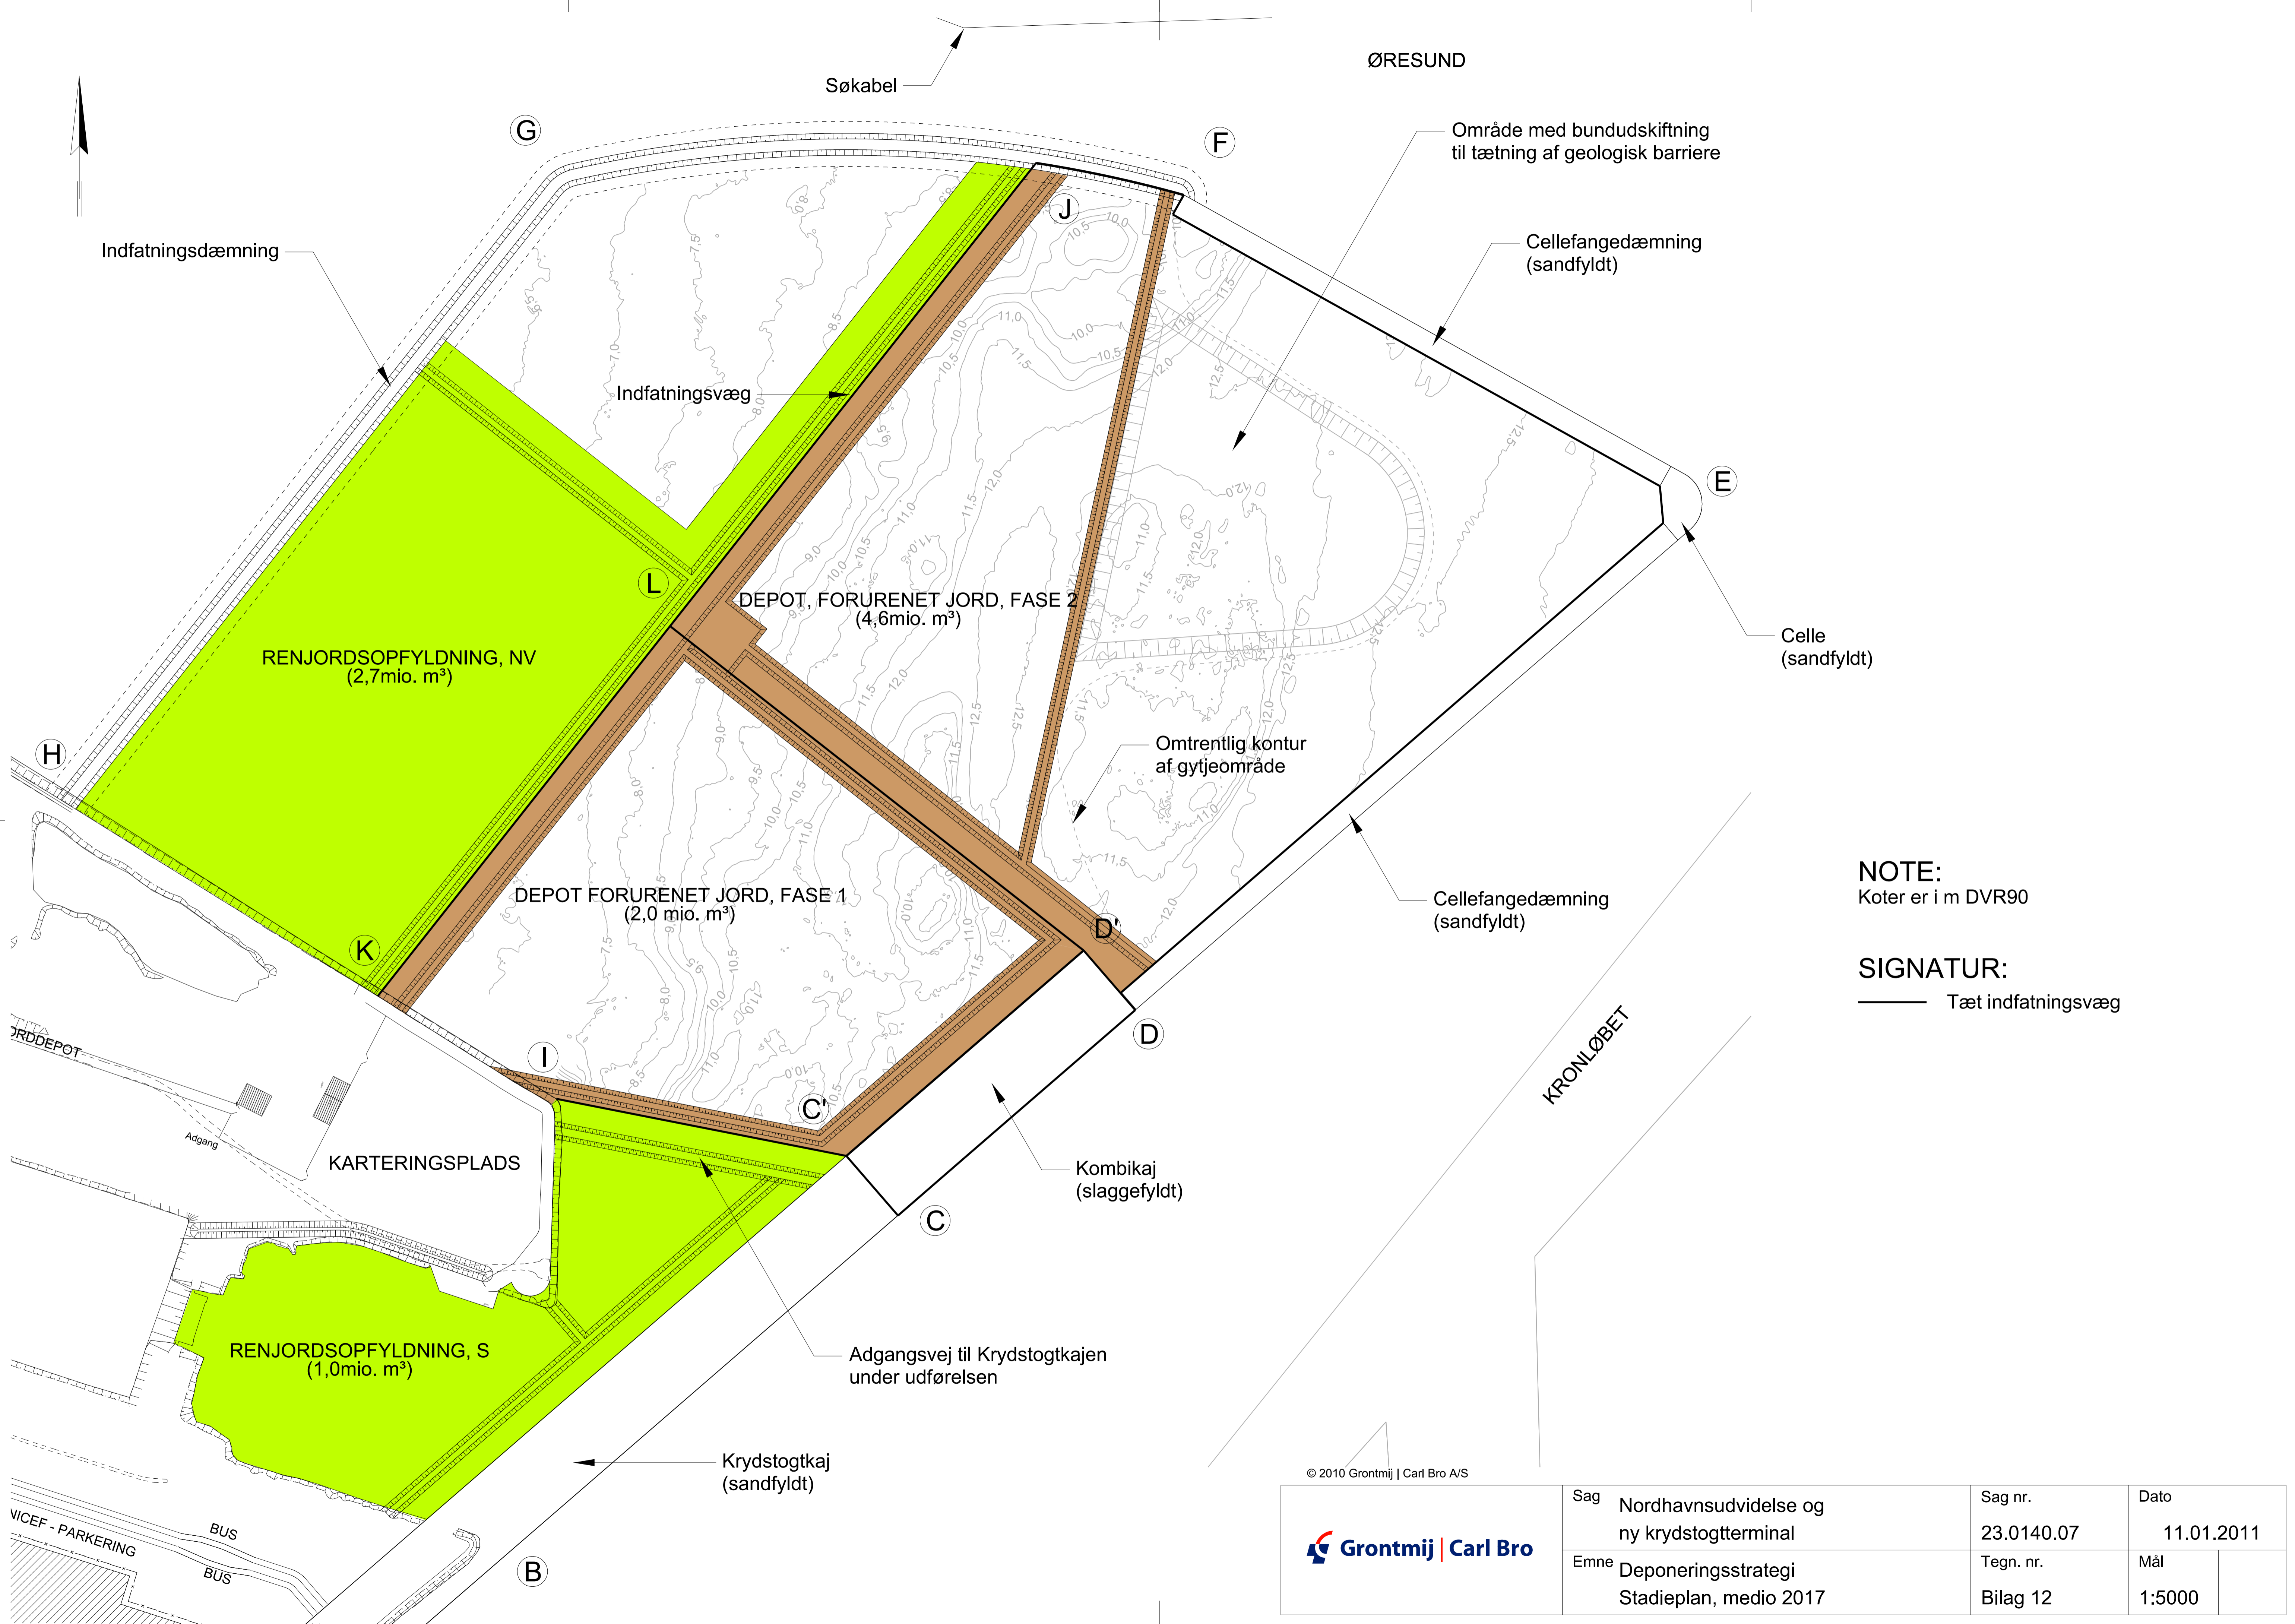 ØRESUND
Søkabel
G
F
Område med bundudskiftning
til tætning af geologisk barriere
J
Indfatningsdæmning
Cellefangedæmning
(sandfyldt)
Indfatningsvæg
E
L
DEPOT, FORURENET JORD, FASE 2
(4,6mio. m³)
Celle
(sandfyldt)
RENJORDSOPFYLDNING, NV
(2,7mio. m³)
H
Omtrentlig kontur
af gytjeområde
DEPOT FORURENET JORD, FASE 1
(2,0 mio. m³)
NOTE:
Koter er i m DVR90
Cellefangedæmning
(sandfyldt)
D'
K
SIGNATUR:
Tæt indfatningsvæg
D
KRONLØBET
ORDDEPOT
I
C'
Adgang
KARTERINGSPLADS
Kombikaj
(slaggefyldt)
C
RENJORDSOPFYLDNING, S
(1,0mio. m³)
Adgangsvej til Krydstogtkajen
under udførelsen
Krydstogtkaj
(sandfyldt)
NICEF - PARKERING
BUS
BUS
B
© 2010 Grontmij | Carl Bro A/S
Grontmij | Carl Bro
Sag Nordhavnsudvidelse og
ny krydstogtterminal
Sag nr.
23.0140.07
Dato
11.01.2011
Emne Deponeringsstrategi
Stadieplan, medio 2017
Tegn. nr.
Bilag 12
Mål
1:5000